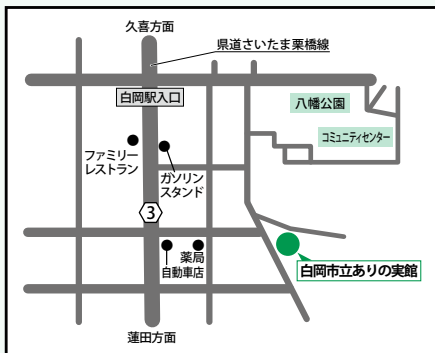 久喜方面
県道さいたま栗橋線
白岡駅入口
八幡公園
コミュニティセンター
ファミリー
レストラン
ガソリン
スタンド
3
薬局
自動車店
白岡市立ありの実館
蓮田方面